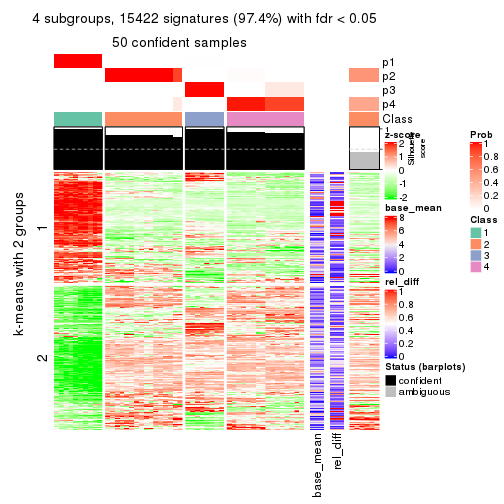 4 subgroups, 15422 signatures (97.4%) with fdr < 0.05
50 confident samples
p1
p2
p3
p4
Class
1
Silhouette
score
z-score
2
1
0
-1
-2
base_mean
8
6
4
2
0
rel_diff
1
0.8
0.6
0.4
0.2
0
Status (barplots)
confident
ambiguous
Prob
1
0.8
0.6
0.4
0.2
0
Class
1
2
3
4
k-means with 2 groups
1
2
base_mean
rel_diff